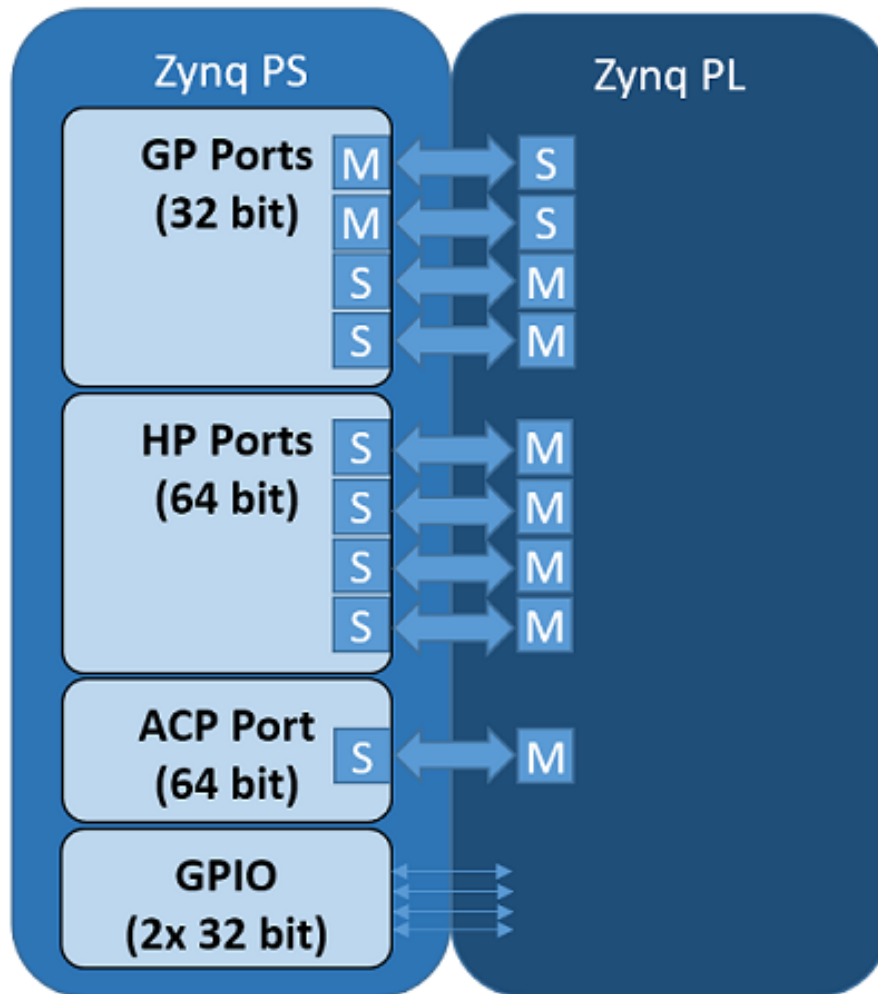 Zynq PS
Zynq PL
GP Ports
(32 bit)
M S
M S
S M
S M
HP Ports
(64 bit)
S M
S M
S M
S M
ACP Port
(64 bit)
S M
GPIO
(2x 32 bit)